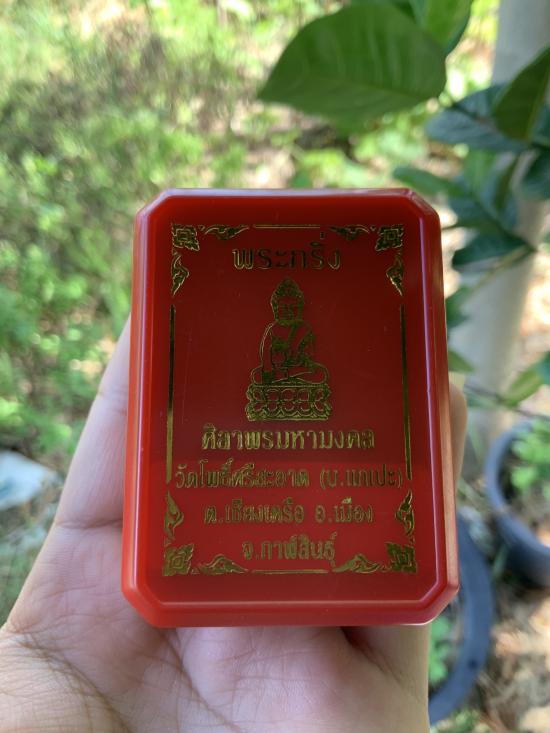 พระกริ่ง
ศิลาพรมหามงคล
วัดโพธิ์ศรีสะอาด (บ.แกเปะ)
ต.เชียงเครือ อ.เมือง
จ.กาฬสินธุ์